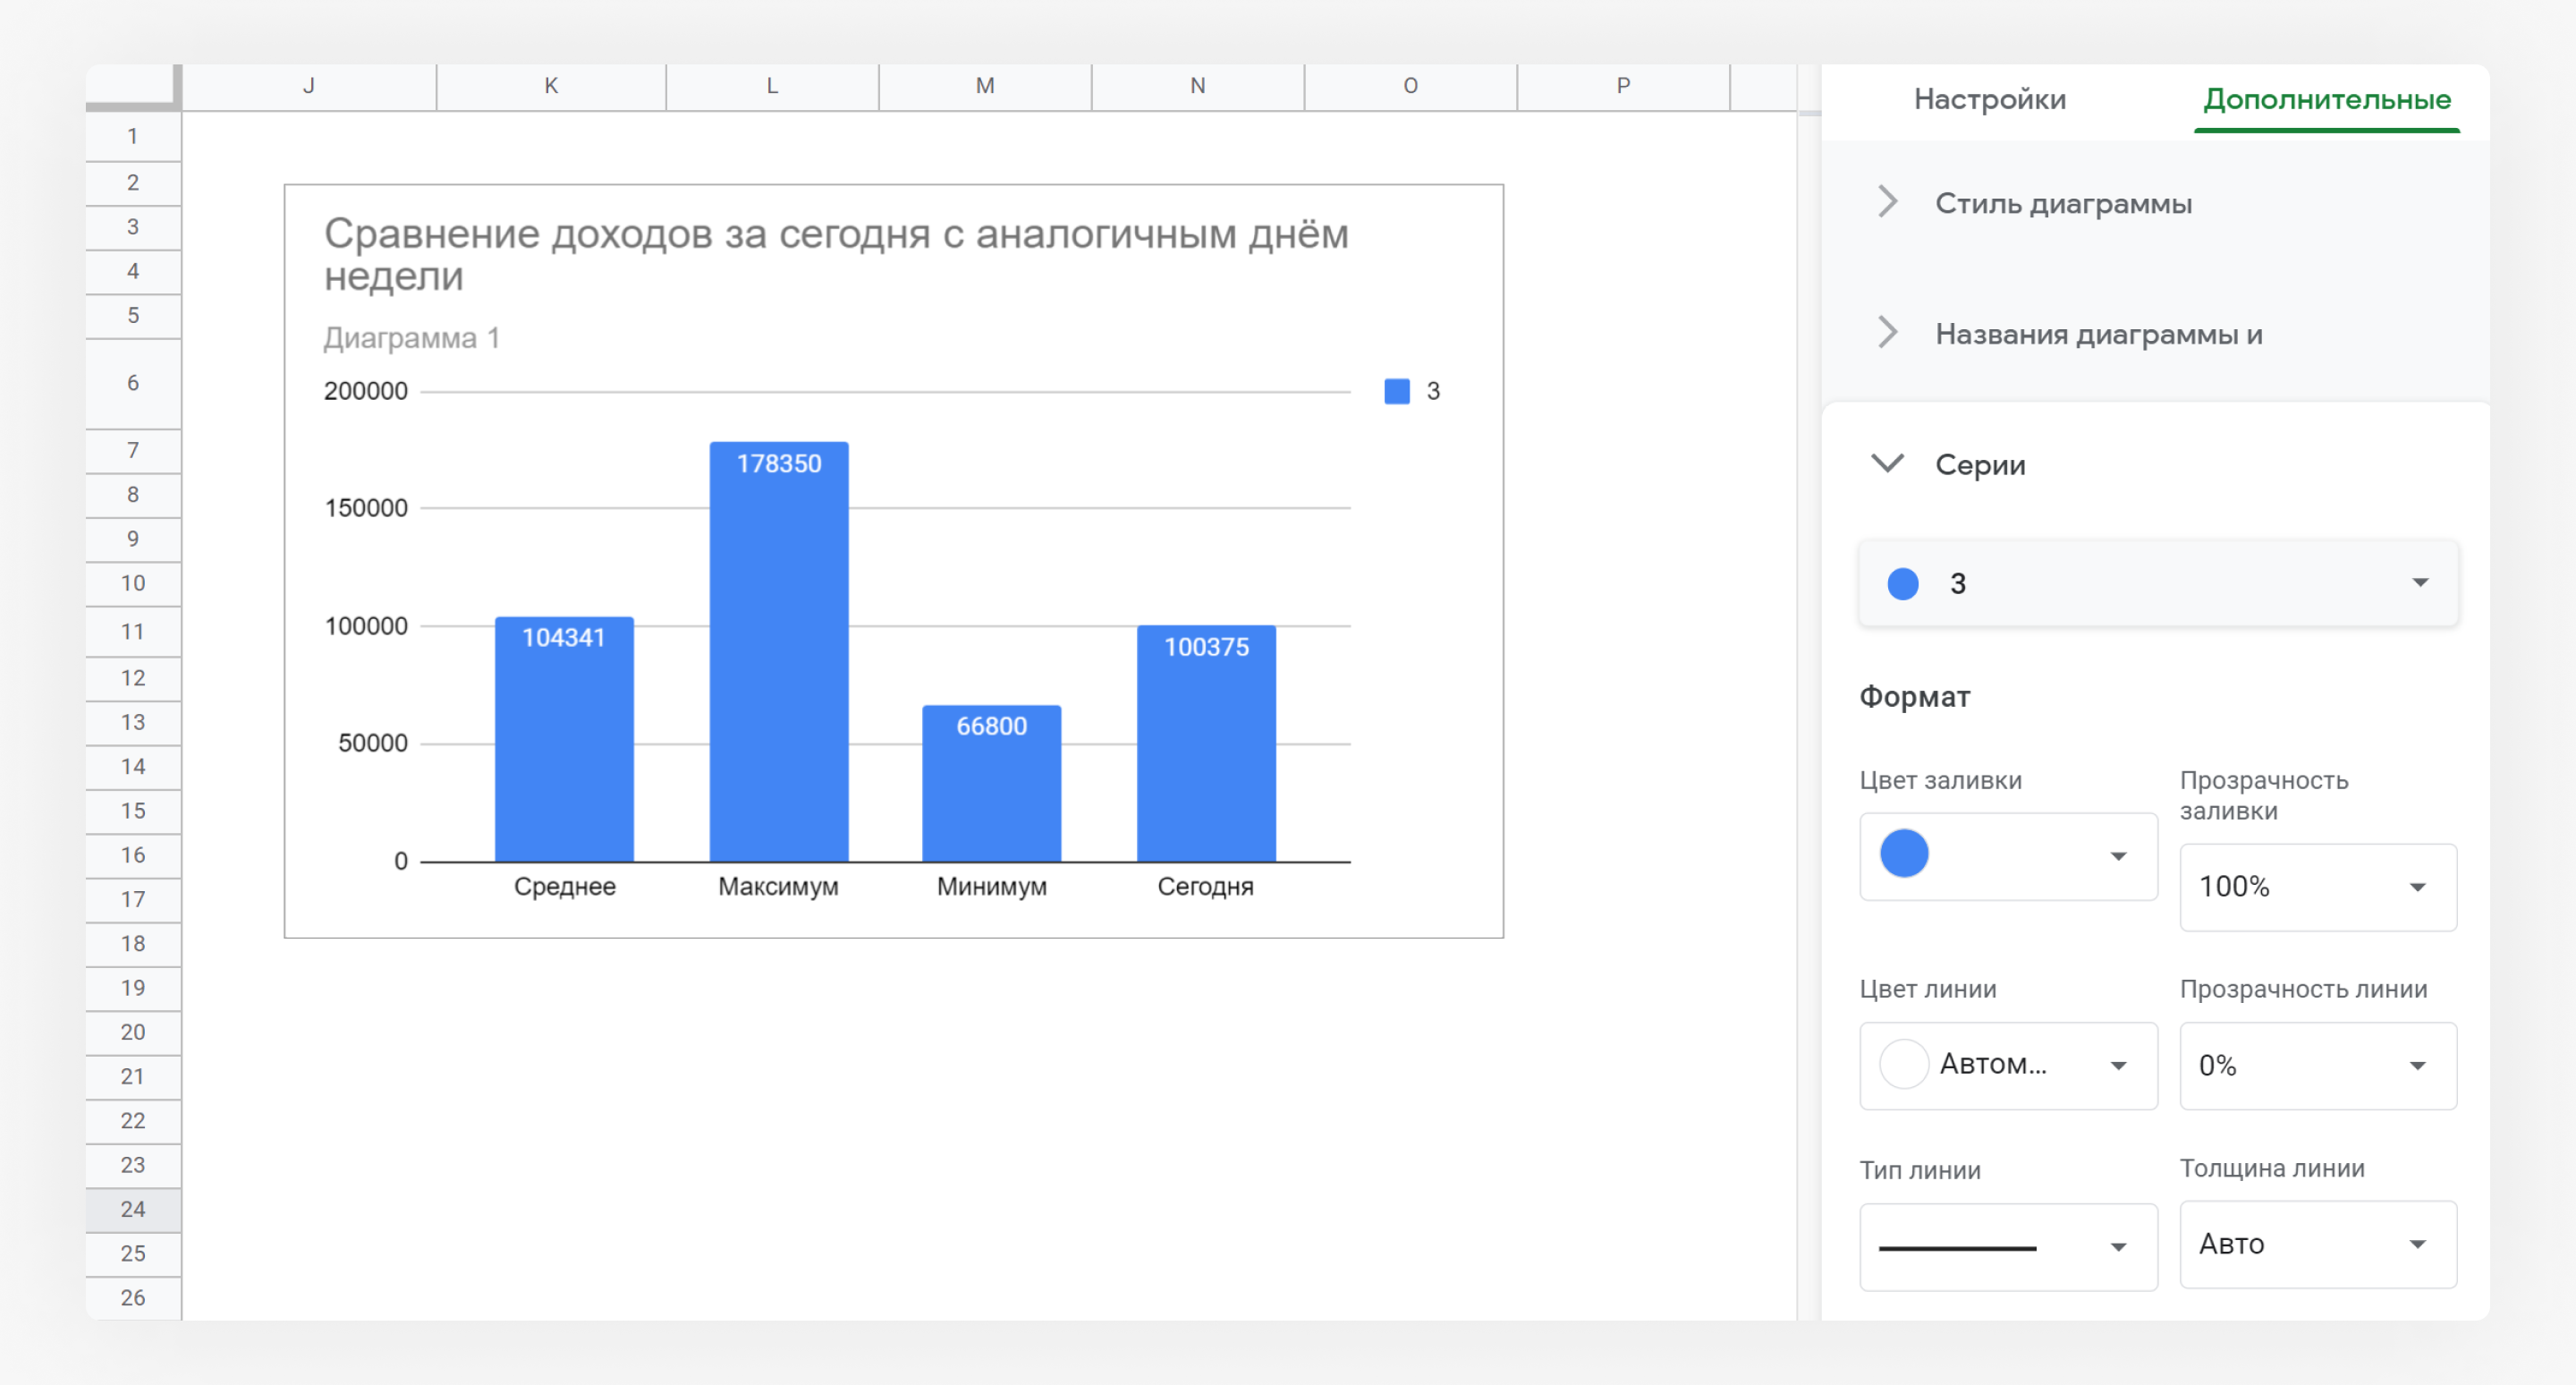 J K L M N O P
1
2
3
4
5
6
7
8
9
10
11
12
13
14
15
16
17
18
19
20
21
22
23
24
25
26
Сравнение доходов за сегодня с аналогичным днём
недели
Диаграмма 1
200000
150000
100000
50000
0
104341
178350
66800
100375
Среднее Максимум Минимум Сегодня
3
Настройки Дополнительные
Стиль диаграммы
Названия диаграммы и
Серии
3
Формат
Цвет заливки
Прозрачность
заливки
100%
Цвет линии Прозрачность линии
Автом... 0%
Тип линии Толщина линии
Авто